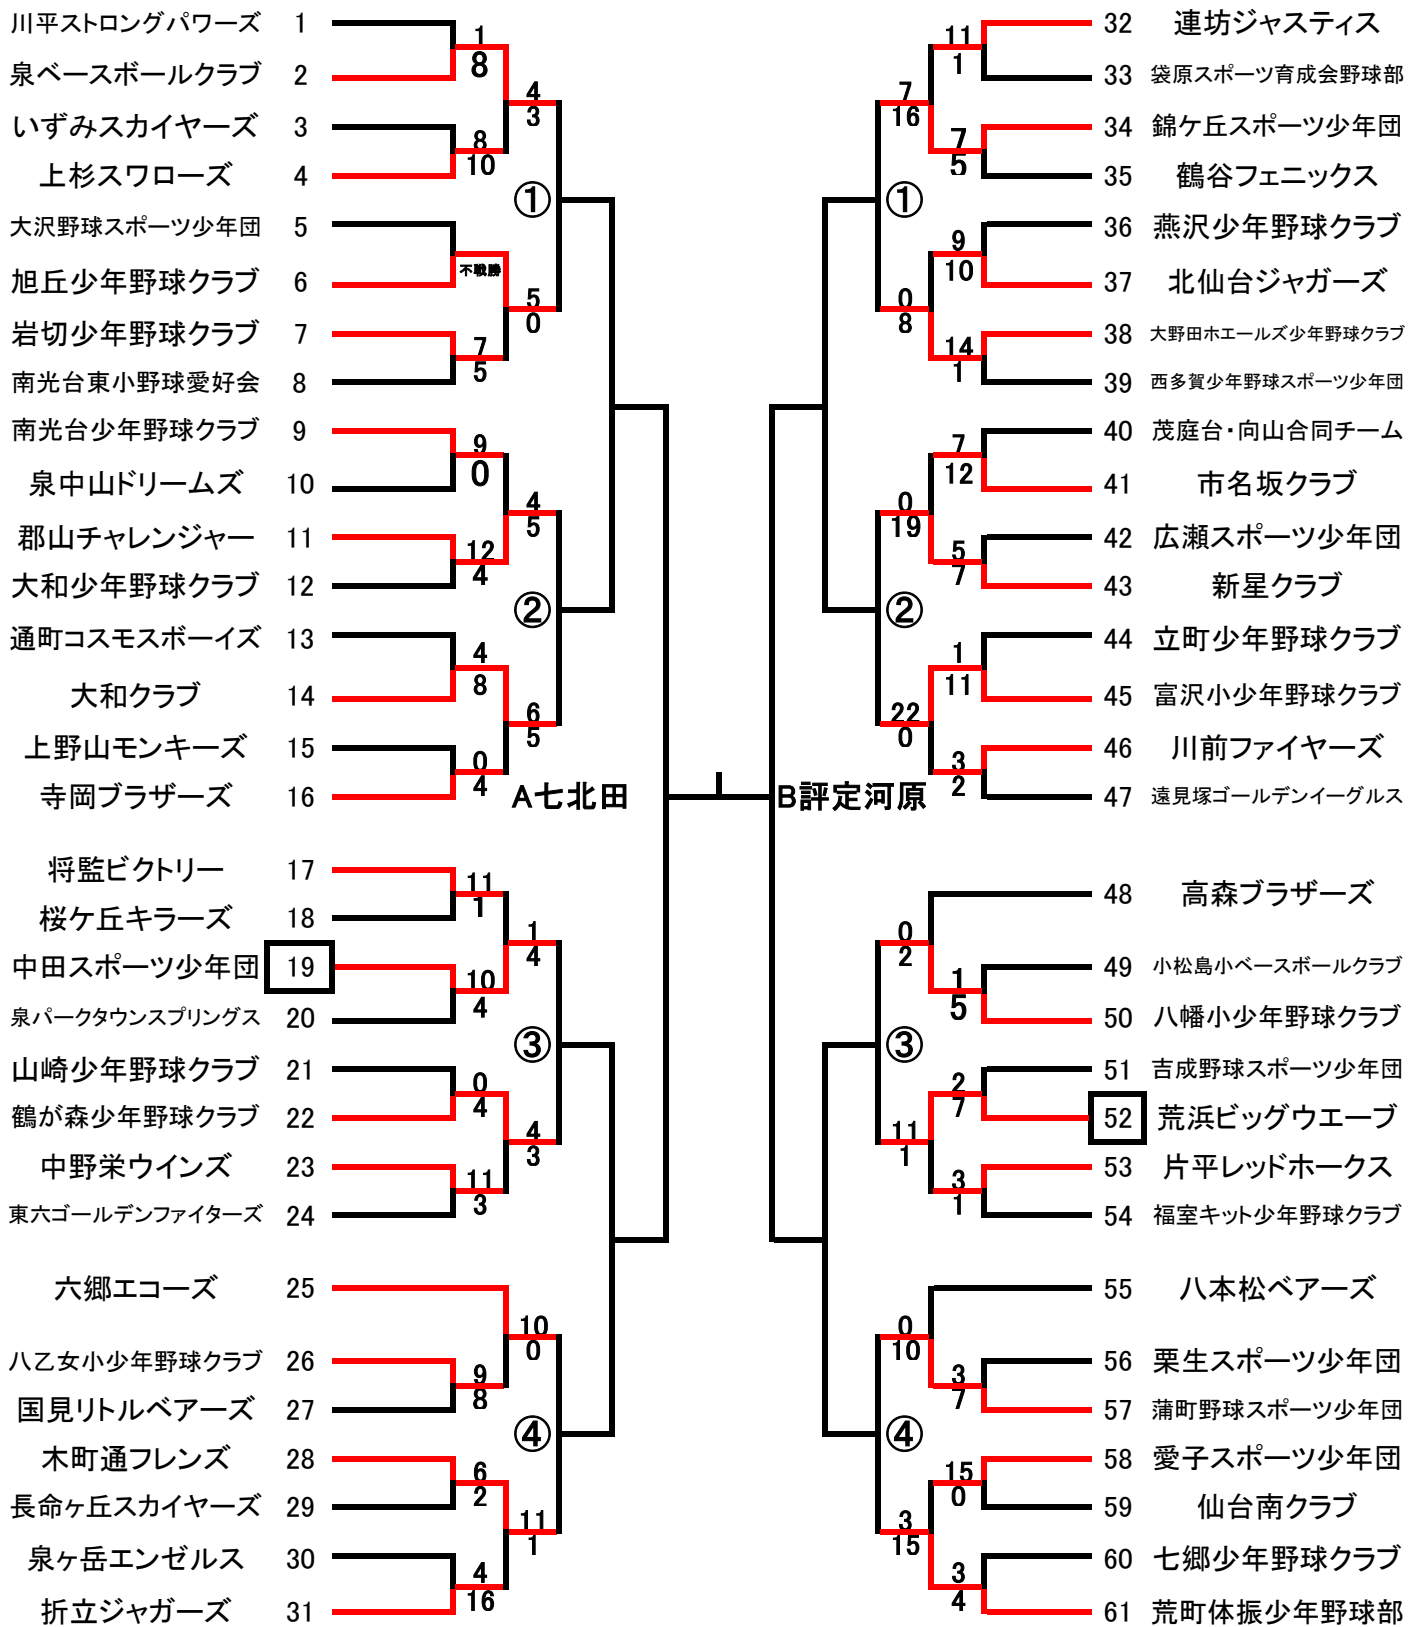 川平ストロングパワーズ 1
泉ベースボールクラブ 2
1
8
いずみスカイヤーズ 3
上杉スワローズ 4
8
10
4
3
大沢野球スポーツ少年団 5
旭丘少年野球クラブ 6
不戦勝
岩切少年野球クラブ 7
南光台東小野球愛好会 8
7
5
5
0
①
南光台少年野球クラブ 9
泉中山ドリームズ 10
9
0
郡山チャレンジャー 11
大和少年野球クラブ 12
12
4
4
5
通町コスモスボーイズ 13
大和クラブ 14
4
8
上野山モンキーズ 15
寺岡ブラザーズ 16
0
4
6
5
②
A七北田
将監ビクトリー 17
桜ケ丘キラーズ 18
11
1
中田スポーツ少年団 19
泉パークタウンスプリングス 20
10
4
1
4
山崎少年野球クラブ 21
鶴が森少年野球クラブ 22
0
4
中野栄ウインズ 23
東六ゴールデンファイターズ 24
11
3
4
3
③
六郷エコーズ 25
八乙女小少年野球クラブ 26
国見リトルベアーズ 27
9
8
10
0
木町通フレンズ 28
長命ヶ丘スカイヤーズ 29
6
2
泉ヶ岳エンゼルス 30
折立ジャガーズ 31
4
16
11
1
④
32 連坊ジャスティス
33 袋原スポーツ育成会野球部
11
1
34 錦ケ丘スポーツ少年団
35 鶴谷フェニックス
7
5
7
16
36 燕沢少年野球クラブ
37 北仙台ジャガーズ
9
10
38 大野田ホエールズ少年野球クラブ
39 西多賀少年野球スポーツ少年団
14
1
0
8
①
40 茂庭台・向山合同チーム
41 市名坂クラブ
7
12
42 広瀬スポーツ少年団
43 新星クラブ
5
7
0
19
44 立町少年野球クラブ
45 富沢小少年野球クラブ
1
11
46 川前ファイヤーズ
47 遠見塚ゴールデンイーグルス
3
2
22
0
②
B評定河原
48 高森ブラザーズ
49 小松島小ベースボールクラブ
50 八幡小少年野球クラブ
1
5
0
2
51 吉成野球スポーツ少年団
52 荒浜ビッグウエーブ
2
7
53 片平レッドホークス
54 福室キット少年野球クラブ
3
1
11
1
③
55 八本松ベアーズ
56 栗生スポーツ少年団
57 蒲町野球スポーツ少年団
3
7
0
10
58 愛子スポーツ少年団
59 仙台南クラブ
15
0
60 七郷少年野球クラブ
61 荒町体振少年野球部
3
4
3
15
④